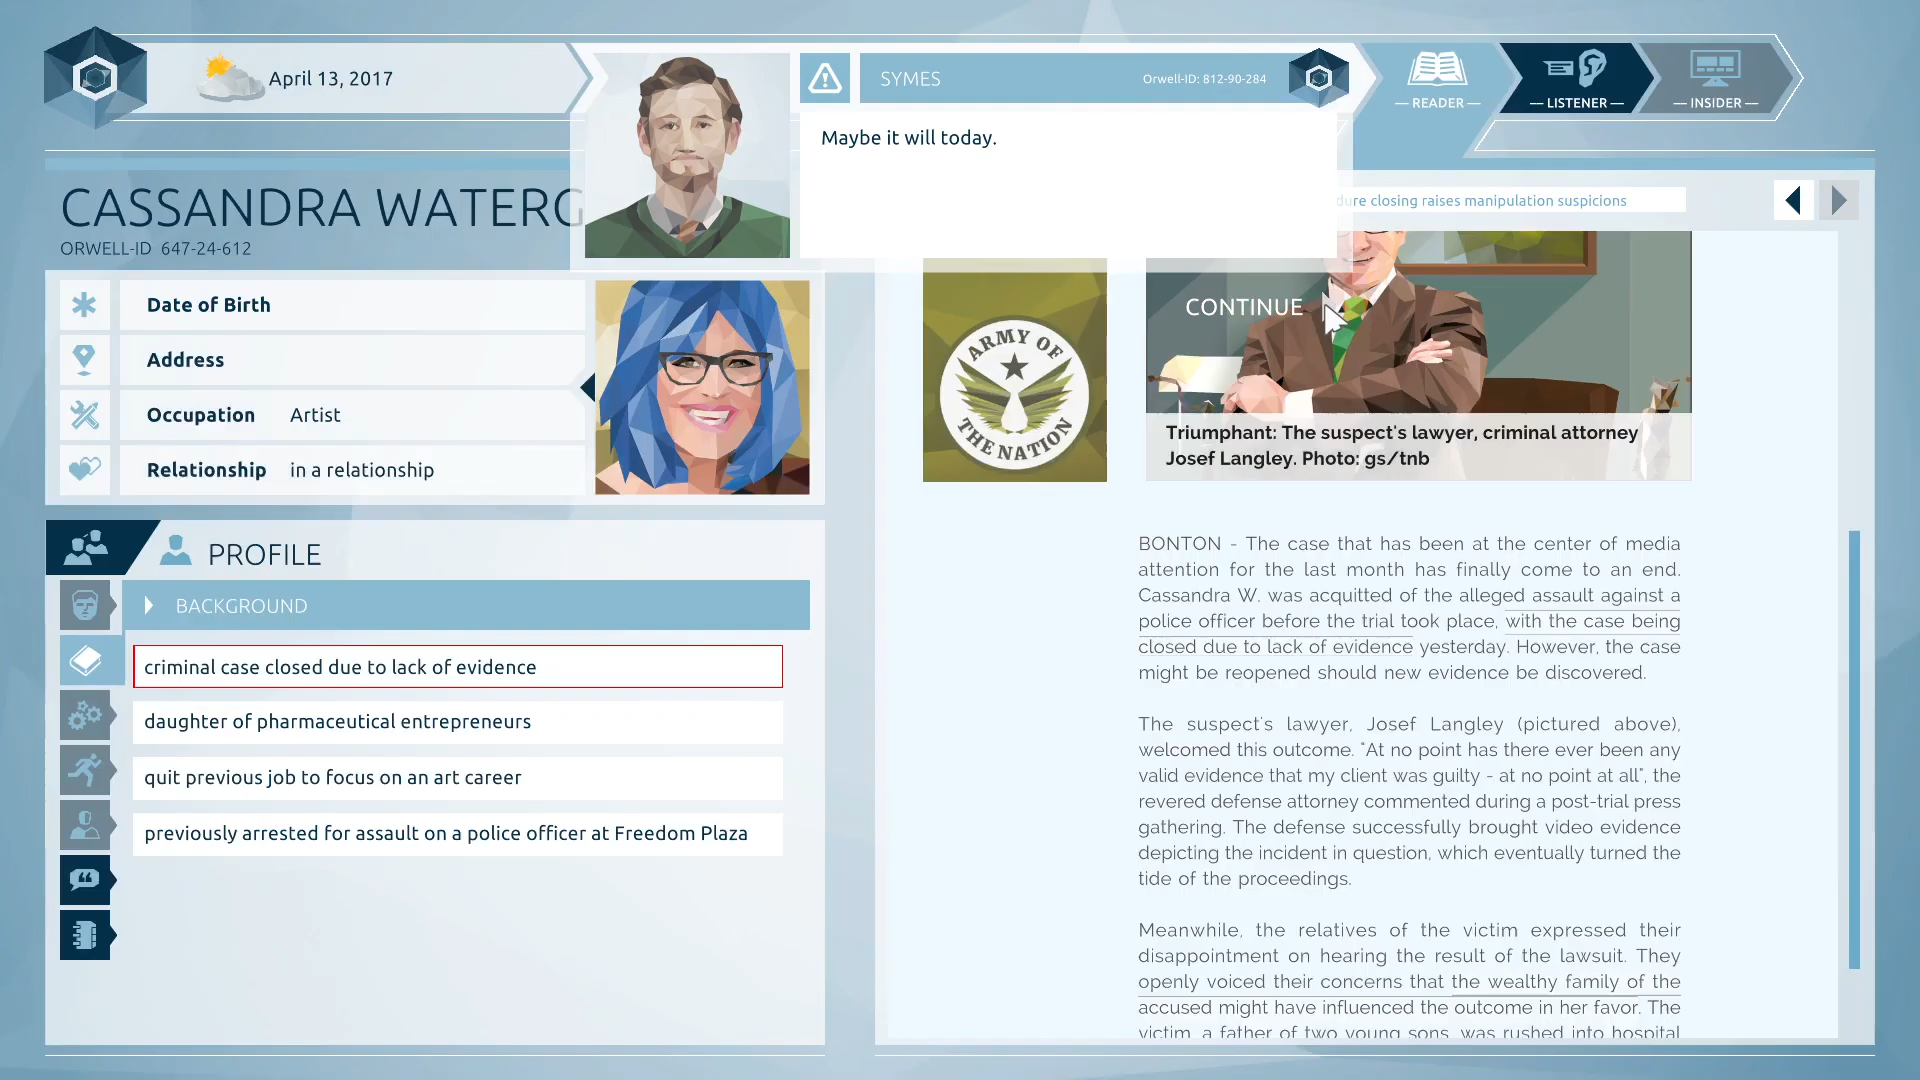 April 13, 2017
SYMES
Orwell-ID: 812-90-284
Maybe it will today.
READER
LISTENER
INSIDER
CASSANDRA WATERG
ORWELL-ID 647-24-612
Date of Birth
Address
Occupation Artist
Relationship in a relationship
PROFILE
BACKGROUND
criminal case closed due to lack of evidence
daughter of pharmaceutical entrepreneurs
quit previous job to focus on an art career
previously arrested for assault on a police officer at Freedom Plaza
dure closing raises manipulation suspicions
CONTINUE
ARMY OF
THE NATION
Triumphant: The suspect's lawyer, criminal attorney
Josef Langley. Photo: gs/tnb
BONTON - The case that has been at the center of media
attention for the last month has finally come to an end.
Cassandra W. was acquitted of the alleged assault against a
police officer before the trial took place, with the case being
closed due to lack of evidence yesterday. However, the case
might be reopened should new evidence be discovered.
The suspect's lawyer, Josef Langley (pictured above),
welcomed this outcome. "At no point has there ever been any
valid evidence that my client was guilty - at no point at all", the
revered defense attorney commented during a post-trial press
gathering. The defense successfully brought video evidence
depicting the incident in question, which eventually turned the
tide of the proceedings.
Meanwhile, the relatives of the victim expressed their
disappointment on hearing the result of the lawsuit. They
openly voiced their concerns that the wealthy family of the
accused might have influenced the outcome in her favor. The
victim, a father of two young sons, was rushed into hospital